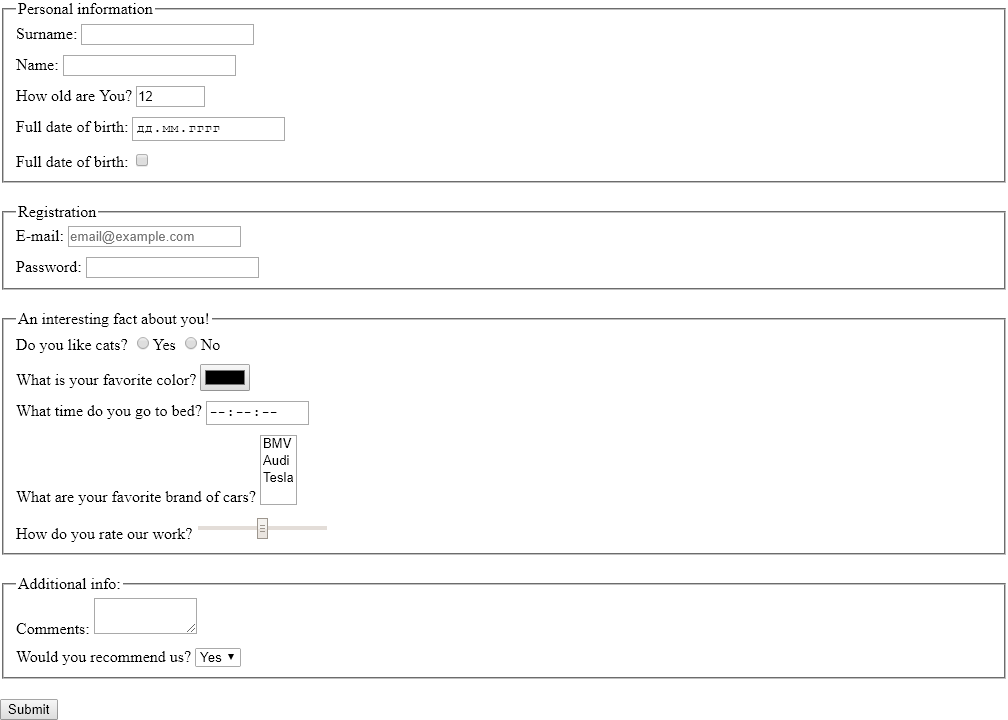 Personal information
Surname:
Name:
How old are You? 12
Full date of birth: дд.мм.гггг
Full date of birth:
Registration
E-mail: email@example.com
Password:
An interesting fact about you!
Do you like cats? Yes No
What is your favorite color?
What time do you go to bed? --:--:--
BMV
Audi
Tesla
What are your favorite brand of cars?
How do you rate our work?
Additional info:
Comments:
Would you recommend us? Yes
Submit